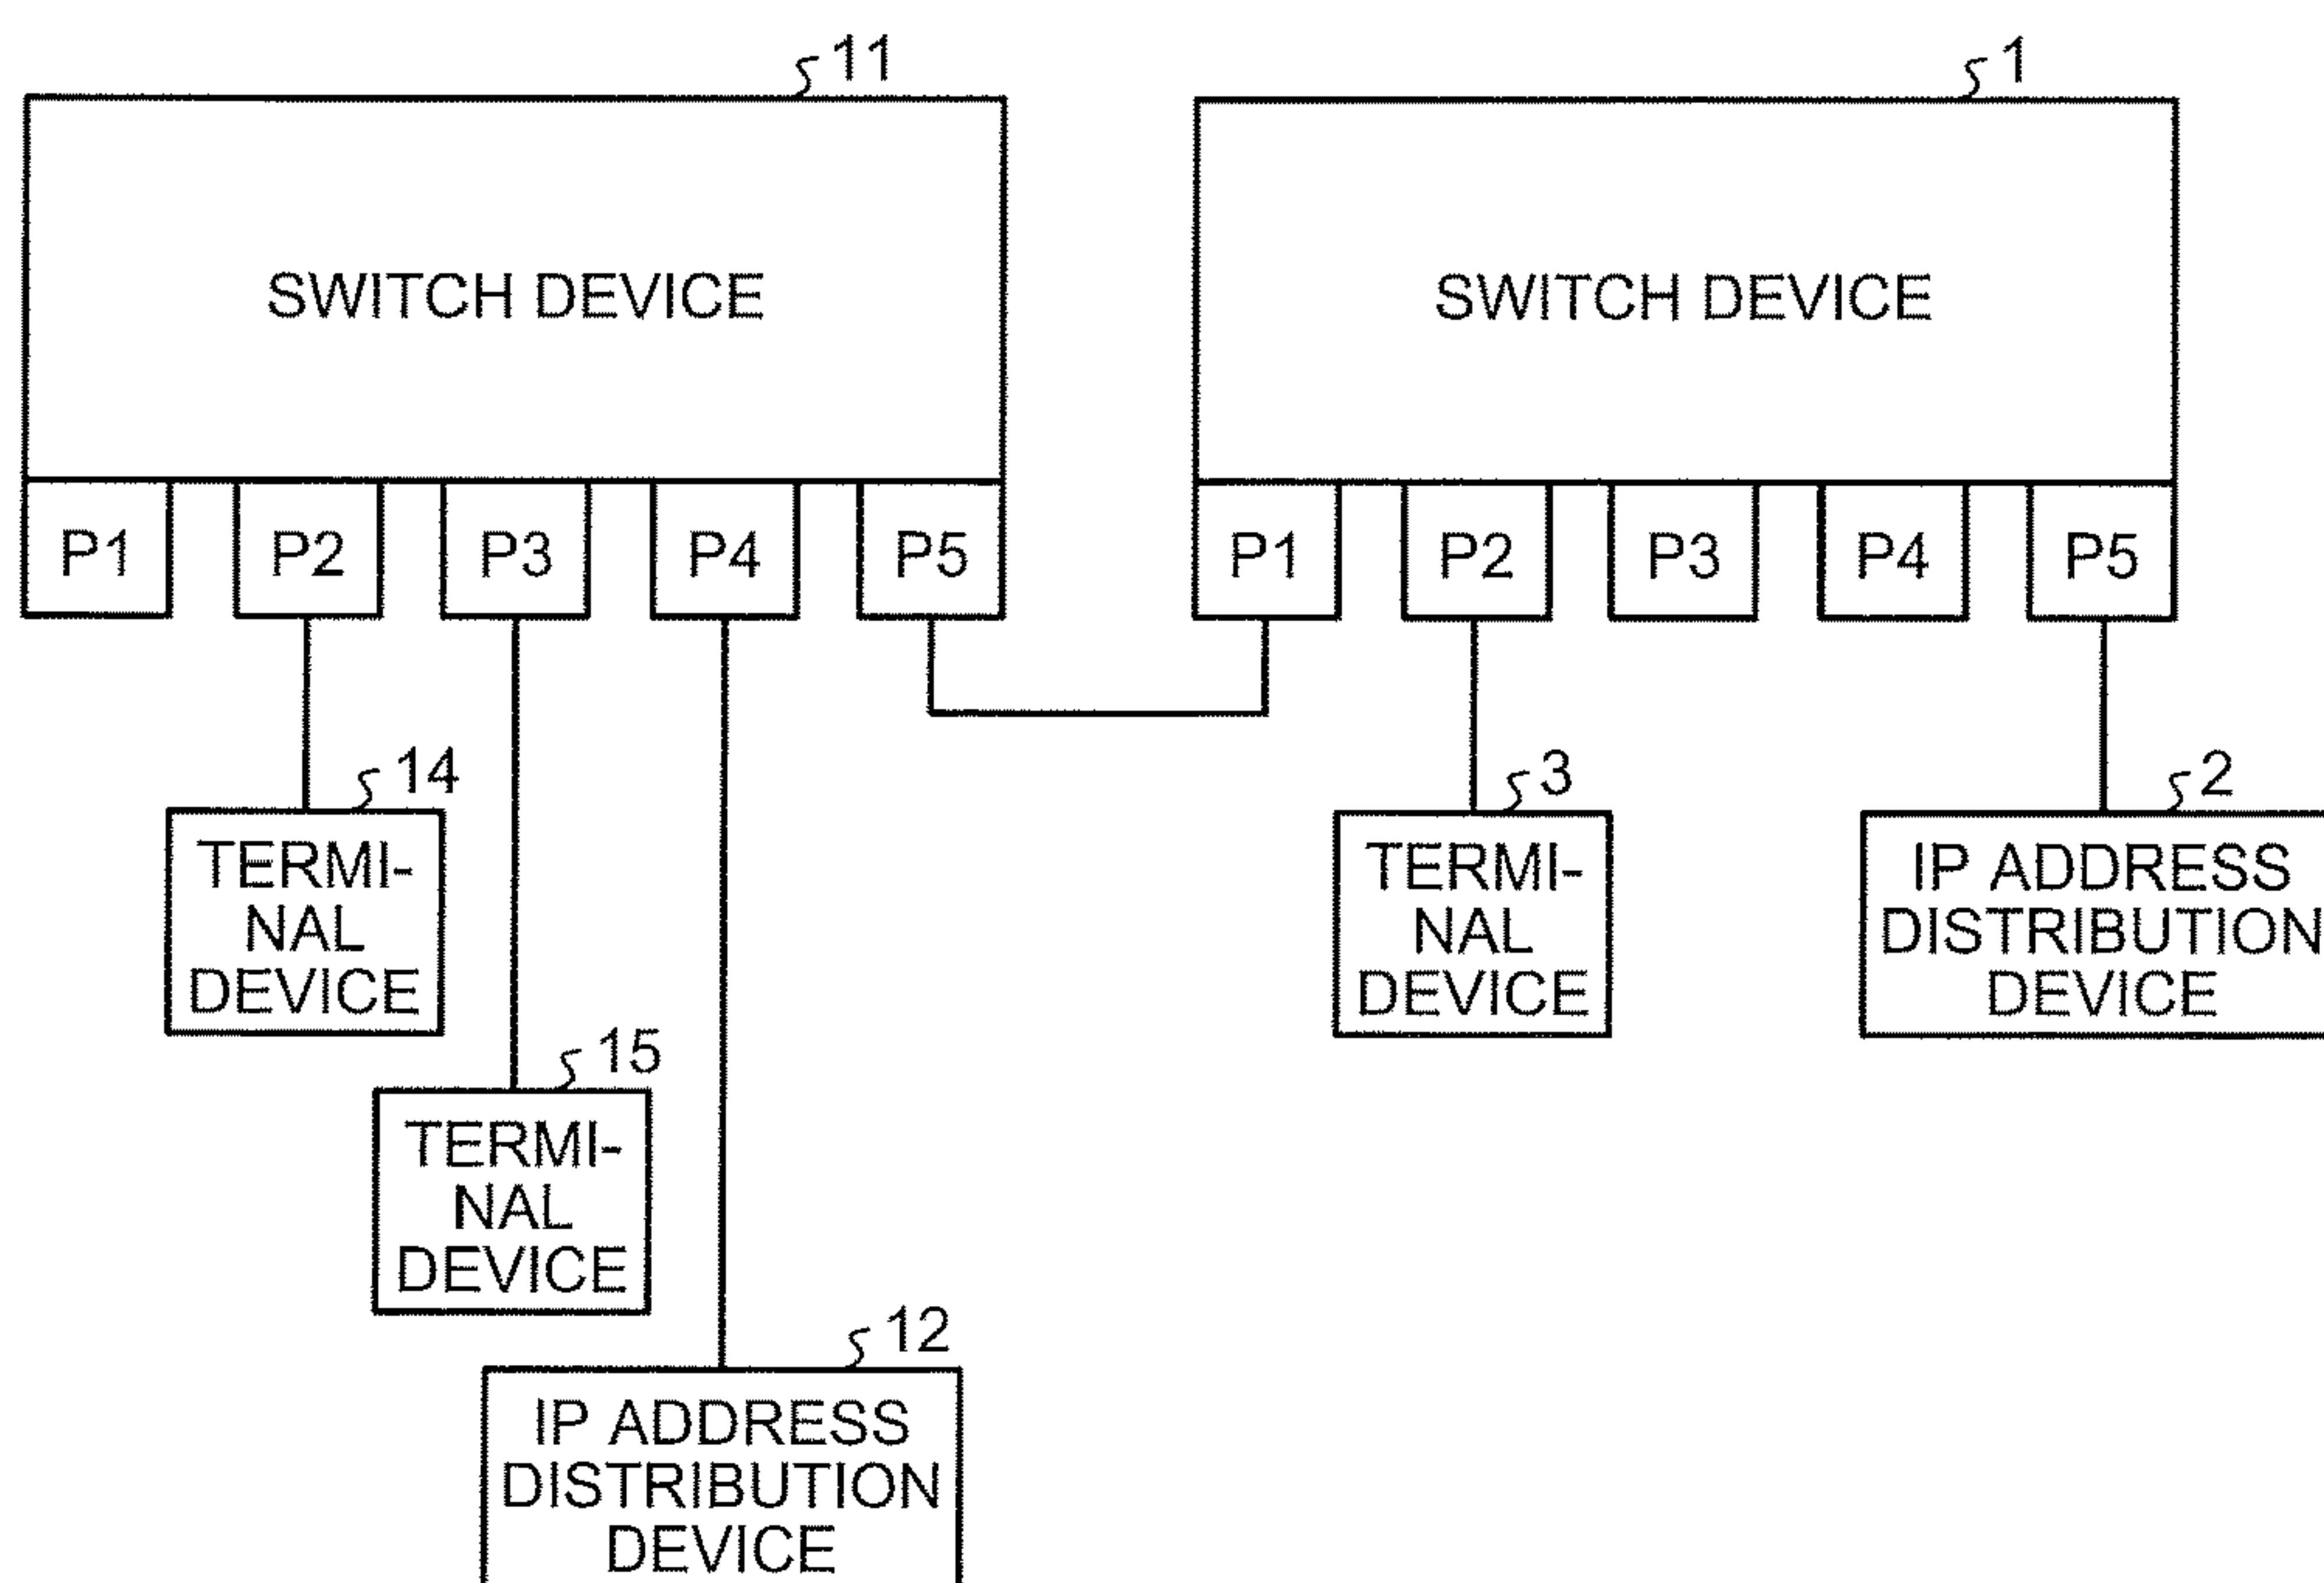 11
1
SWITCH DEVICE
SWITCH DEVICE
P1 P2 P3 P4 P5
P1 P2 P3 P4 P5
14
TERMI-
NAL
DEVICE
3
TERMI-
NAL
DEVICE
2
IP ADDRESS
DISTRIBUTION
DEVICE
15
TERMI-
NAL
DEVICE
12
IP ADDRESS
DISTRIBUTION
DEVICE